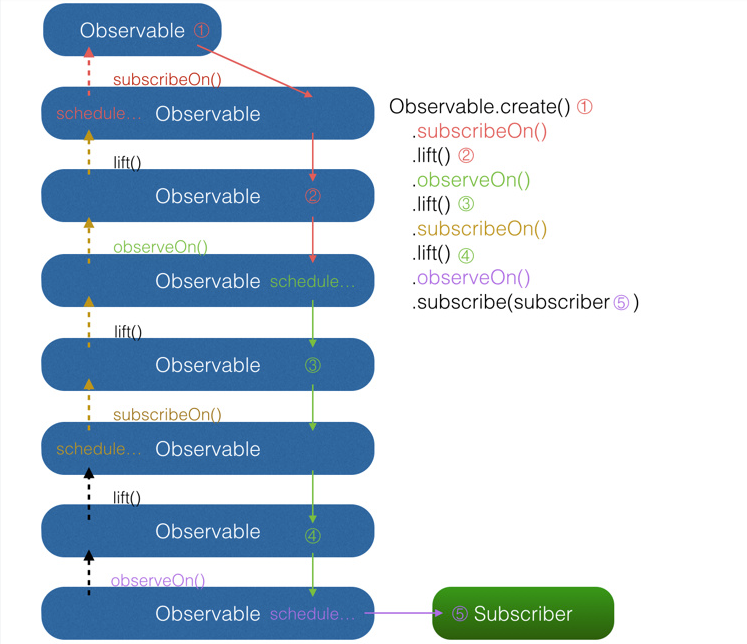 Observable ①
subscribeOn()
schedule... Observable
lift()
Observable ②
observeOn()
Observable schedule...
lift()
Observable ③
subscribeOn()
schedule... Observable
lift()
Observable ④
observeOn()
Observable schedule...
⑤ Subscriber
Observable.create() ①
.subscribeOn()
.lift() ②
.observeOn()
.lift() ③
.subscribeOn()
.lift() ④
.observeOn()
.subscribe(subscriber ⑤ )